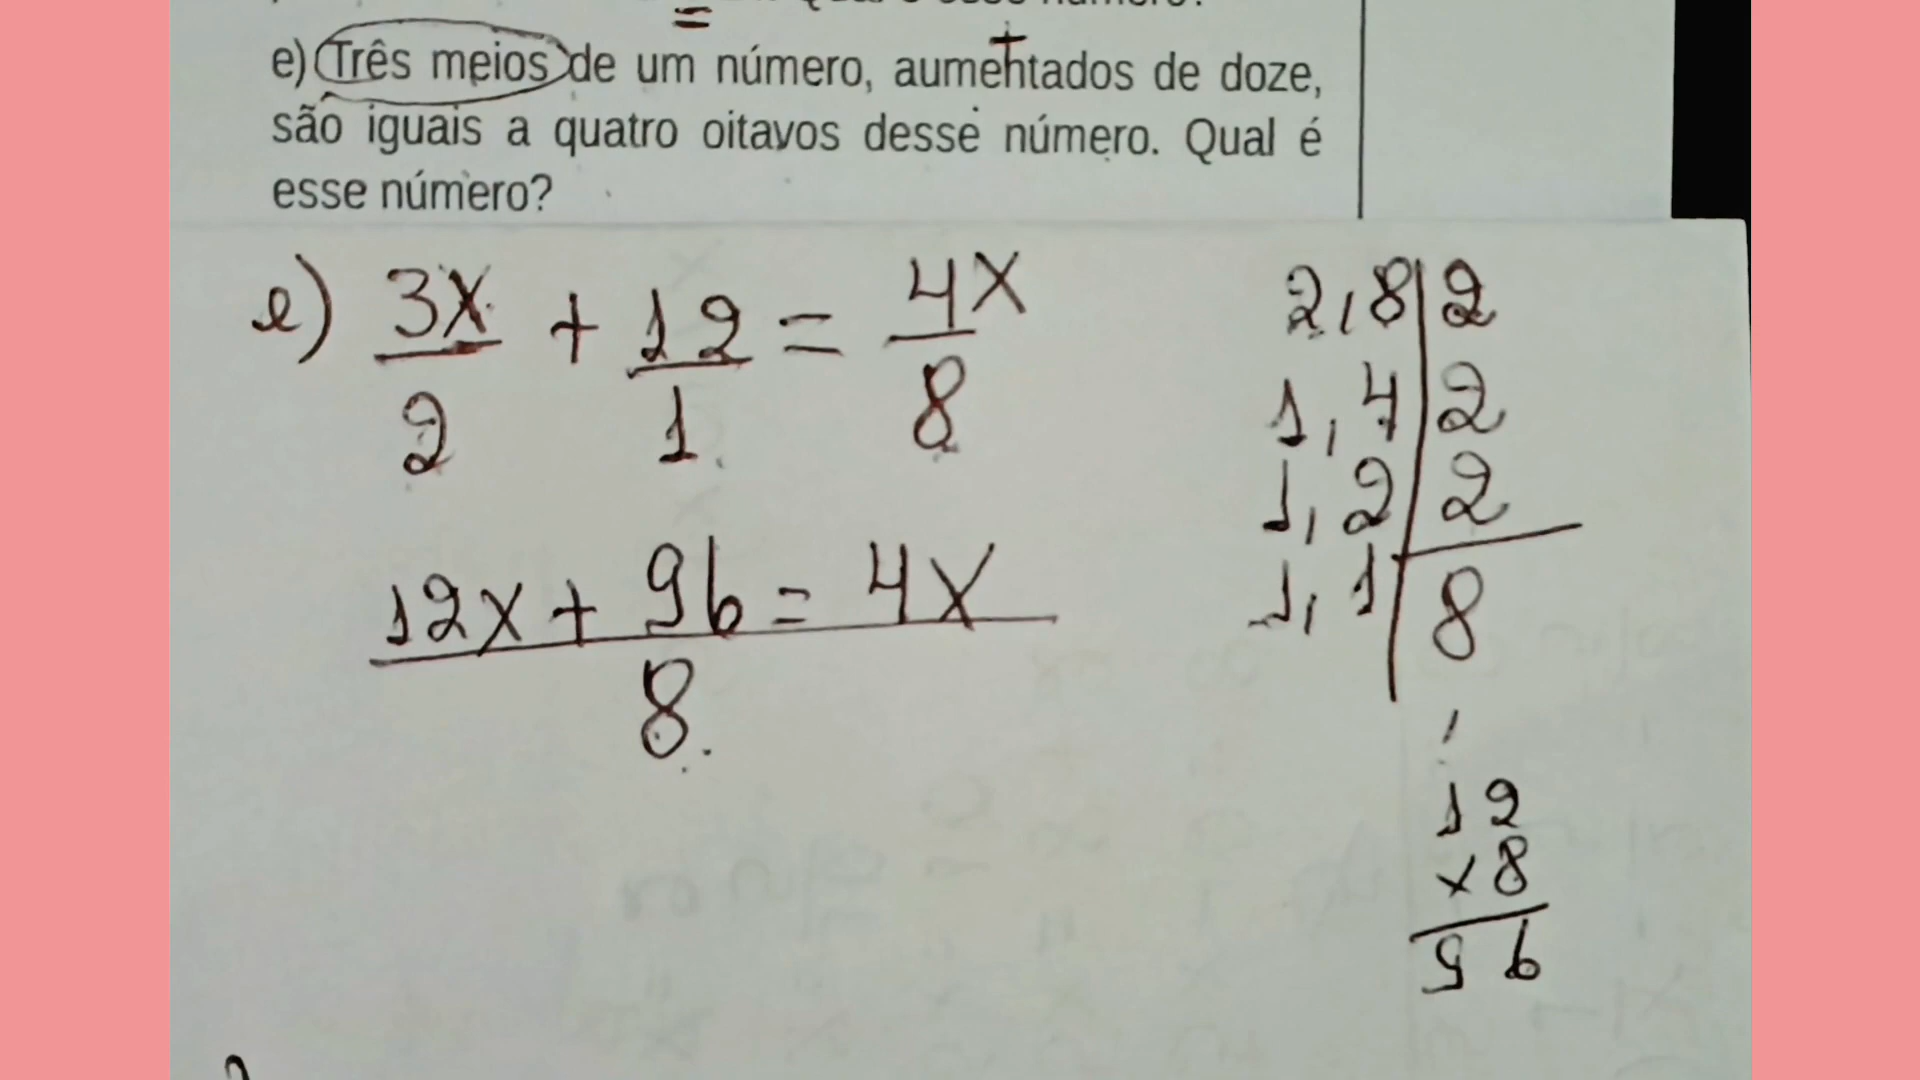 e) Três meios de um número, aumentados de doze,
são iguais a quatro oitavos desse número. Qual é
esse número?
e) 3x/2 + 12/1 = 4x/8
12x + 96 = 4x
8
2,8|2
1,4|2
1,2|2
1,1|8
1
12
x8
96